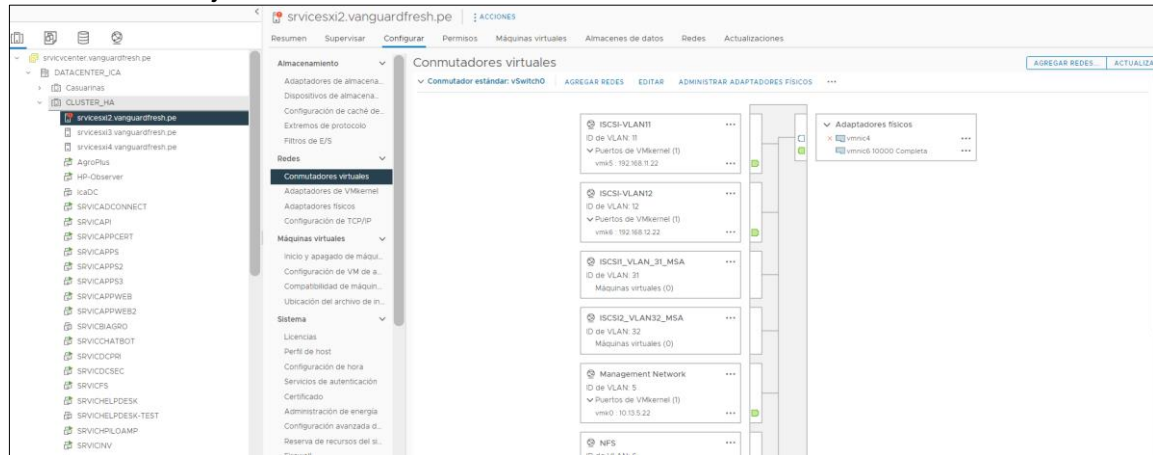 srvicesxi2.vanguardfresh.pe
ACCIONES
Resumen Supervisar Configurar Permisos Máquinas virtuales Almacenes de datos Redes Actualizaciones
srvicvcenter.vanguardfresh.pe
DATACENTER_ICA
Casuarinas
CLUSTER_HA
srvicesxi2.vanguardfresh.pe
srvicesxi3.vanguardfresh.pe
srvicesxi4.vanguardfresh.pe
AgroPlus
HP-Observer
IcaDC
SRVICADCONNECT
SRVICAPI
SRVICAPPCERT
SRVICAPPS
SRVICAPPS2
SRVICAPPS3
SRVICAPPWEB
SRVICAPPWEB2
SRVICBIAGRO
SRVICCHATBOT
SRVICDCPRI
SRVICDCSEC
SRVICFS
SRVICHELPDESK
SRVICHELPDESK-TEST
SRVICHPILOAMP
SRVICINV
Almacenamiento
Adaptadores de almacena...
Dispositivos de almacena...
Configuración de caché de...
Extremos de protocolo
Filtros de E/S
Redes
Conmutadores virtuales
Adaptadores de VMkernel
Adaptadores físicos
Configuración de TCP/IP
Máquinas virtuales
Inicio y apagado de máqui...
Configuración de VM de a...
Compatibilidad de máquin...
Ubicación del archivo de in...
Sistema
Licencias
Perfil de host
Configuración de hora
Servicios de autenticación
Certificado
Administración de energía
Configuración avanzada d...
Reserva de recursos del si...
Firewall
Conmutadores virtuales
AGREGAR REDES... ACTUALIZA
Conmutador estándar: vSwitch0 AGREGAR REDES EDITAR ADMINISTRAR ADAPTADORES FÍSICOS ...
ISCSI-VLAN11 ...
ID de VLAN: 11
Puertos de VMkernel (1)
vmk5 : 192.168.11.22 ...
ISCSI-VLAN12 ...
ID de VLAN: 12
Puertos de VMkernel (1)
vmk6 : 192.168.12.22 ...
ISCSI1_VLAN_31_MSA ...
ID de VLAN: 31
Máquinas virtuales (0)
ISCSI2_VLAN32_MSA ...
ID de VLAN: 32
Máquinas virtuales (0)
Management Network ...
ID de VLAN: 5
Puertos de VMkernel (1)
vmk0 : 10.13.5.22 ...
NFS ...
Adaptadores físicos
vmnic4 ...
vmnic6 10000 Completa ...